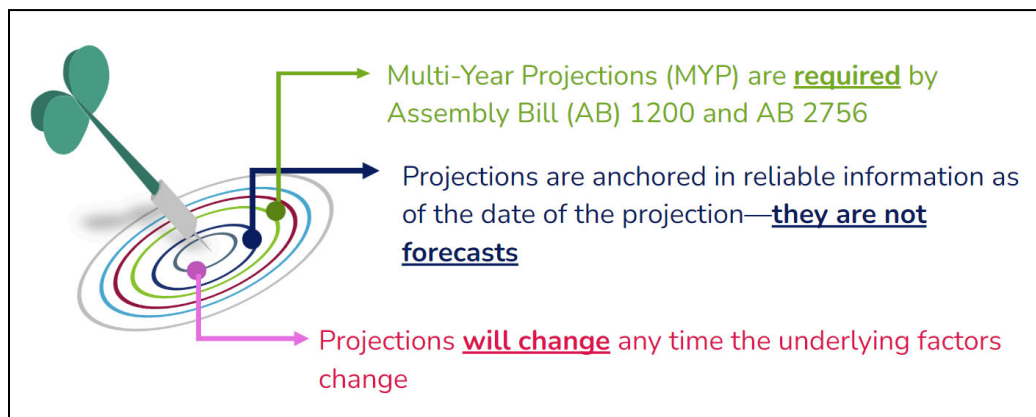 Multi-Year Projections (MYP) are required by
Assembly Bill (AB) 1200 and AB 2756
Projections are anchored in reliable information as
of the date of the projection—they are not
forecasts
Projections will change any time the underlying factors
change